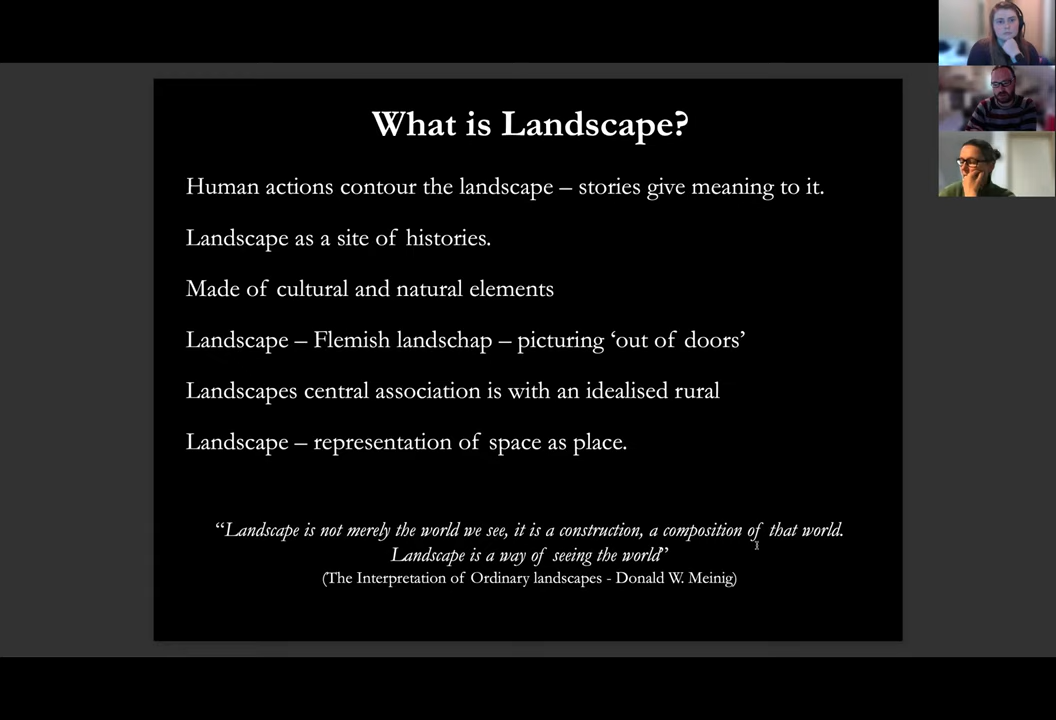 What is Landscape?
Human actions contour the landscape – stories give meaning to it.
Landscape as a site of histories.
Made of cultural and natural elements
Landscape – Flemish landschap – picturing ‘out of doors’
Landscapes central association is with an idealised rural
Landscape – representation of space as place.
“Landscape is not merely the world we see, it is a construction, a composition of that world.
Landscape is a way of seeing the world”
(The Interpretation of Ordinary landscapes - Donald W. Meinig)